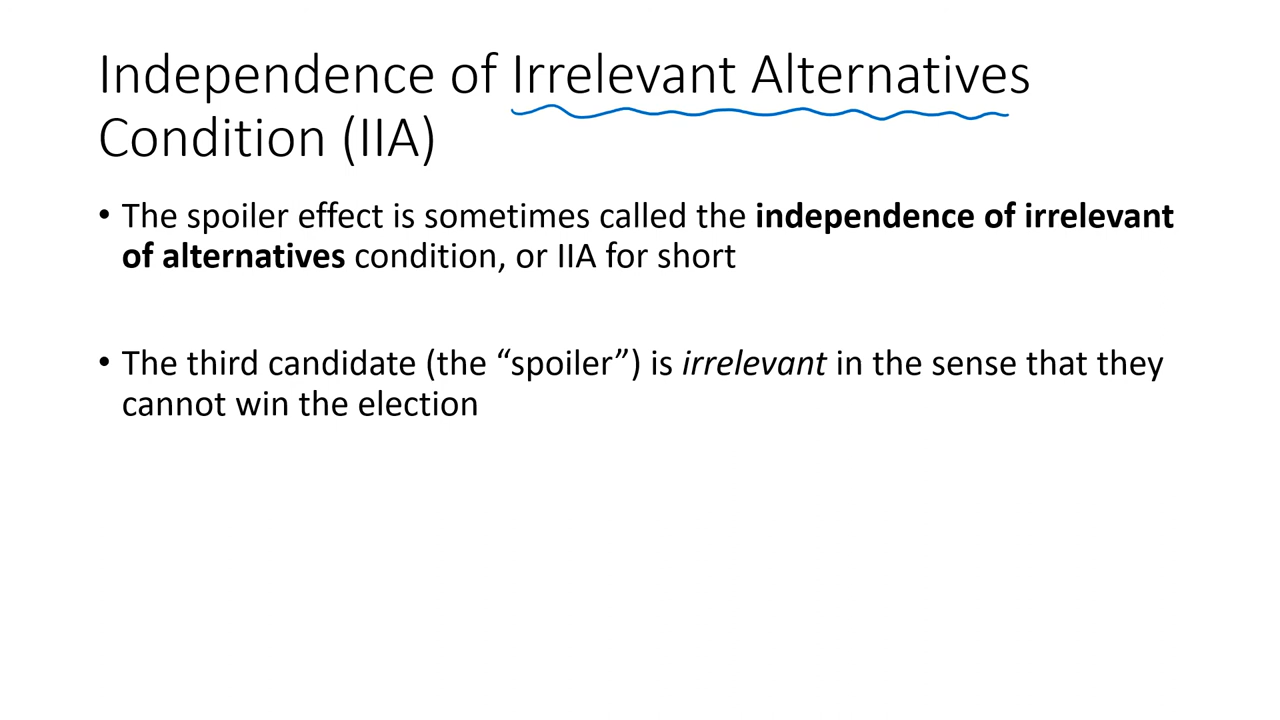 Independence of Irrelevant Alternatives
Condition (IIA)
• The spoiler effect is sometimes called the independence of irrelevant
of alternatives condition, or IIA for short
• The third candidate (the “spoiler”) is irrelevant in the sense that they
cannot win the election